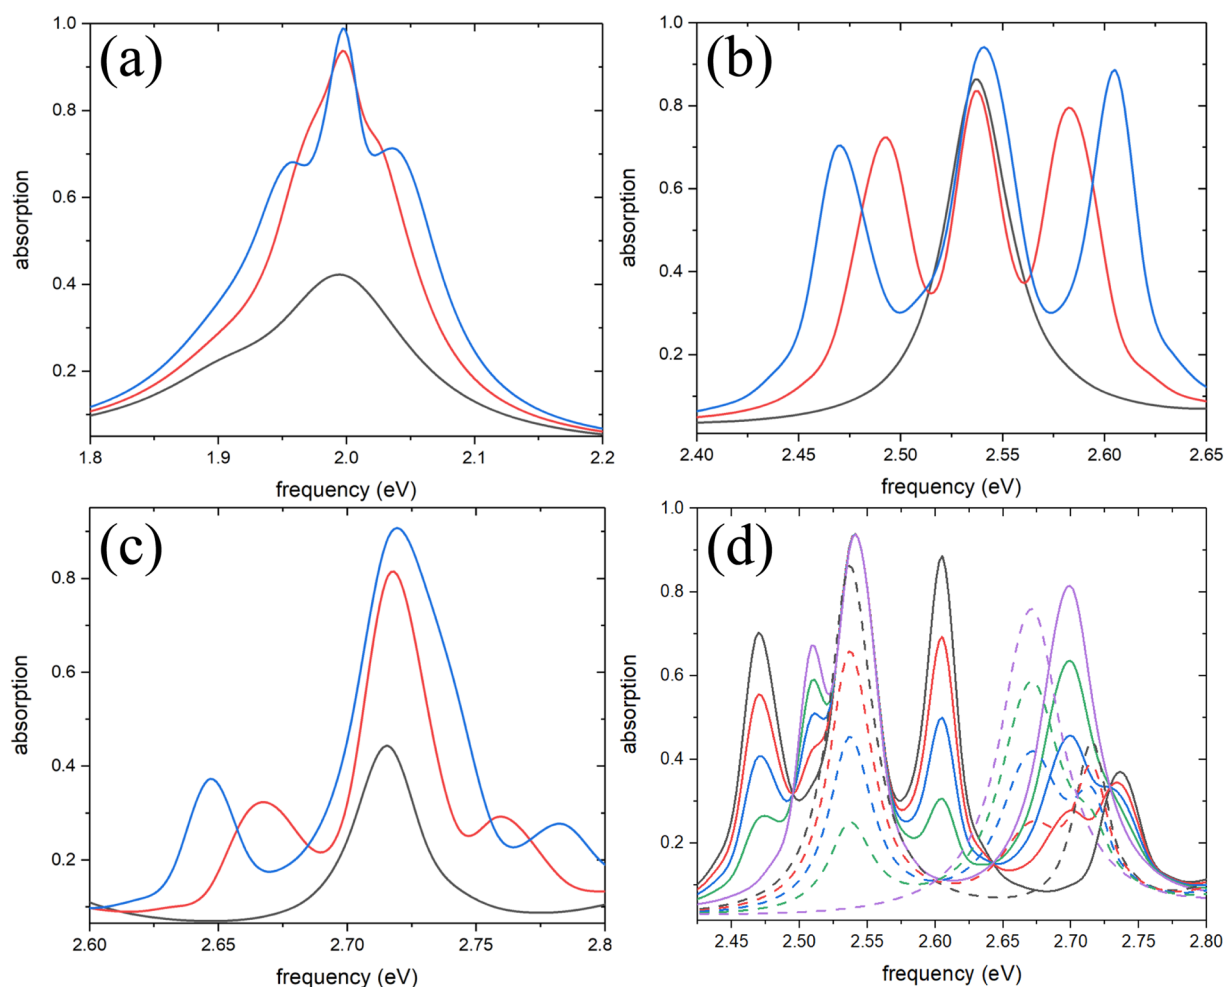 (a)
1.0
0.8
0.6
0.4
0.2
absorption
1.8 1.9 2.0 2.1 2.2
frequency (eV)
(b)
1.0
0.8
0.6
0.4
0.2
absorption
2.40 2.45 2.50 2.55 2.60 2.65
frequency (eV)
(c)
0.8
0.6
0.4
0.2
absorption
2.60 2.65 2.70 2.75 2.8
frequency (eV)
(d)
1.0
0.8
0.6
0.4
0.2
absorption
2.45 2.50 2.55 2.60 2.65 2.70 2.75 2.80
frequency (eV)